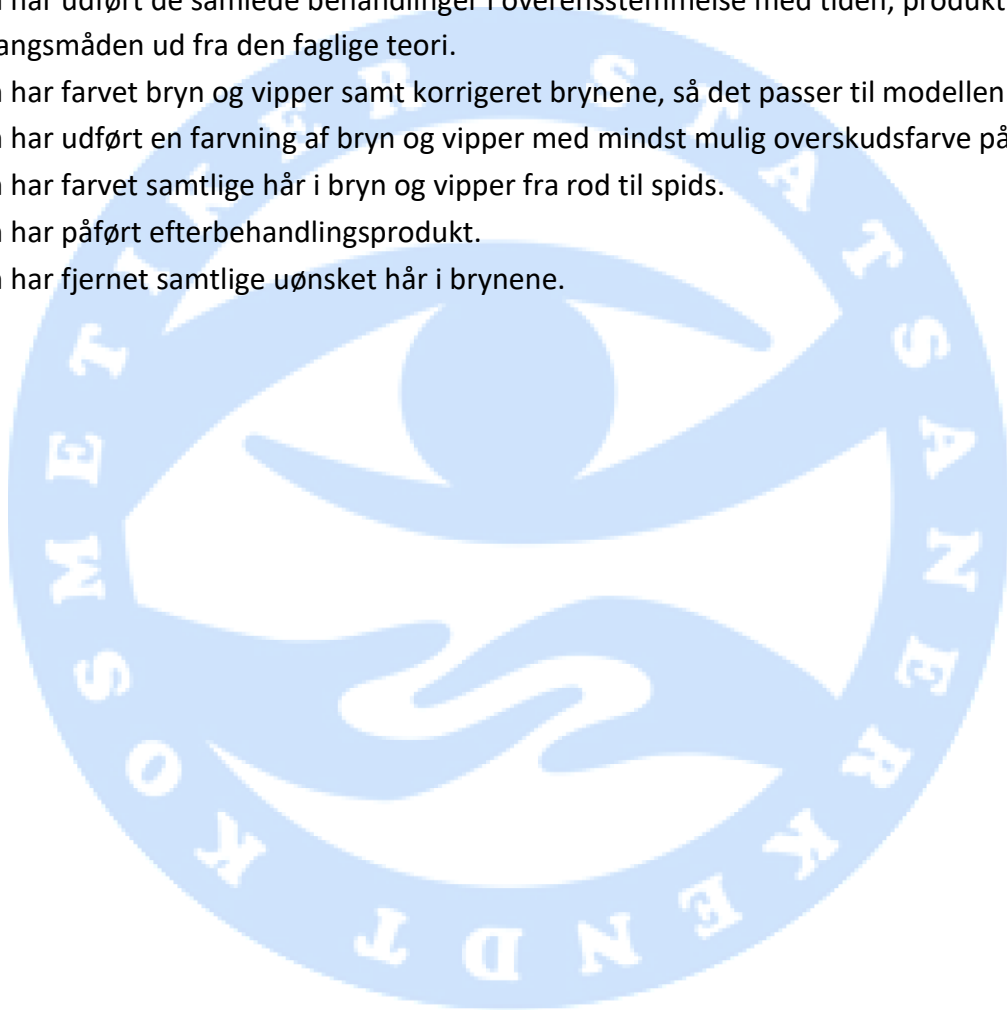 har udført de samlede behandlinger i overensstemmelse med tiden, produkt
angsmåden ud fra den faglige teori.
har farvet bryn og vipper samt korrigeret brynene, så det passer til modellen
har udført en farvning af bryn og vipper med mindst mulig overskudsfarve på
har farvet samtlige hår i bryn og vipper fra rod til spids.
har påført efterbehandlingsprodukt.
har fjernet samtlige uønsket hår i brynene.
STATSANERKENDT
KOSMETIKER